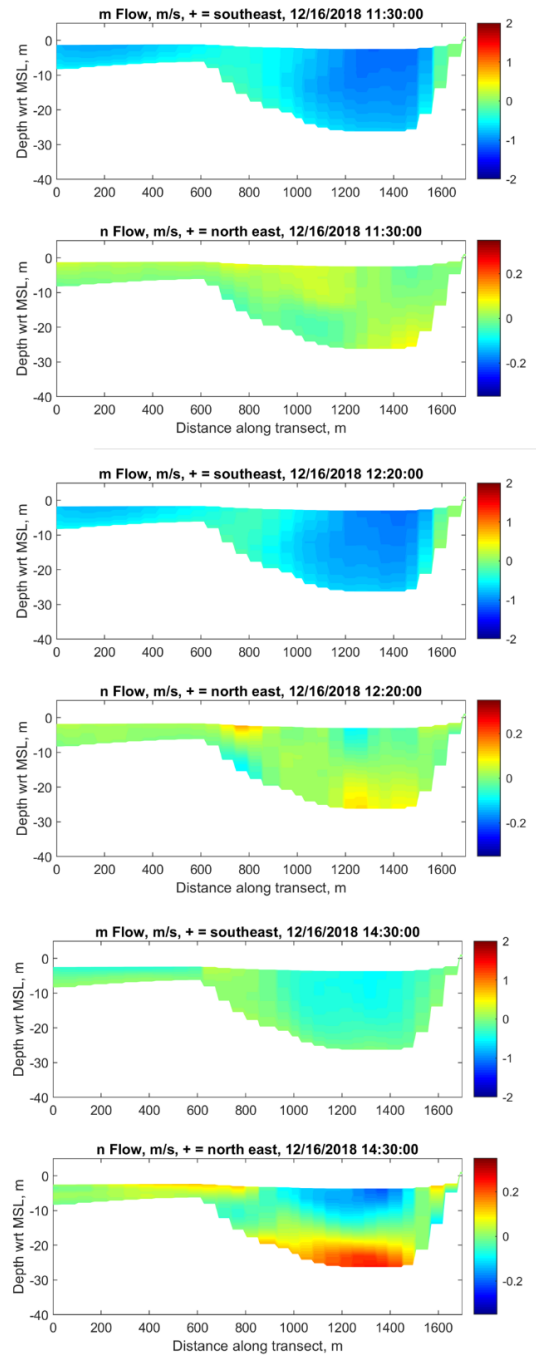 m Flow, m/s, + = southeast, 12/16/2018 11:30:00
Depth wrt MSL, m
0
-10
-20
-30
-40
0 200 400 600 800 1000 1200 1400 1600
2
1
0
-1
-2
n Flow, m/s, + = north east, 12/16/2018 11:30:00
Depth wrt MSL, m
0
-10
-20
-30
-40
0 200 400 600 800 1000 1200 1400 1600
Distance along transect, m
0.2
0
-0.2
m Flow, m/s, + = southeast, 12/16/2018 12:20:00
Depth wrt MSL, m
0
-10
-20
-30
-40
0 200 400 600 800 1000 1200 1400 1600
2
1
0
-1
-2
n Flow, m/s, + = north east, 12/16/2018 12:20:00
Depth wrt MSL, m
0
-10
-20
-30
-40
0 200 400 600 800 1000 1200 1400 1600
Distance along transect, m
0.2
0
-0.2
m Flow, m/s, + = southeast, 12/16/2018 14:30:00
Depth wrt MSL, m
0
-10
-20
-30
-40
0 200 400 600 800 1000 1200 1400 1600
2
1
0
-1
-2
n Flow, m/s, + = north east, 12/16/2018 14:30:00
Depth wrt MSL, m
0
-10
-20
-30
-40
0 200 400 600 800 1000 1200 1400 1600
Distance along transect, m
0.2
0
-0.2